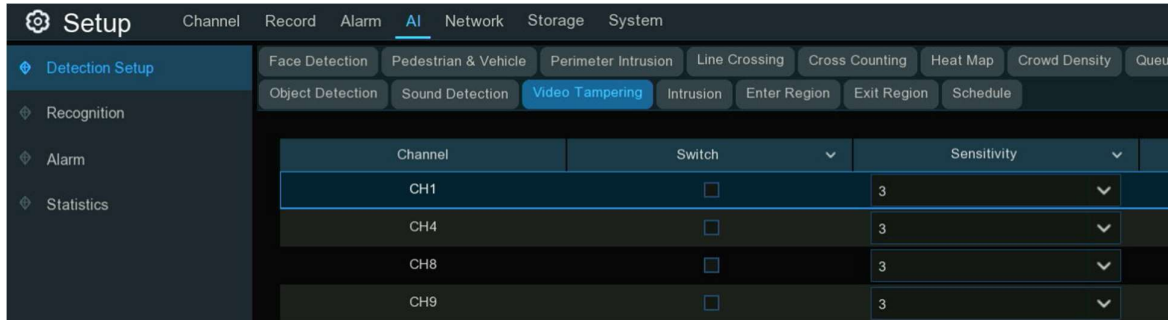 Setup Channel Record Alarm AI Network Storage System
Detection Setup
Recognition
Alarm
Statistics
Face Detection Pedestrian & Vehicle Perimeter Intrusion Line Crossing Cross Counting Heat Map Crowd Density Queu
Object Detection Sound Detection Video Tampering Intrusion Enter Region Exit Region Schedule
Channel Switch Sensitivity
CH1 3
CH4 3
CH8 3
CH9 3